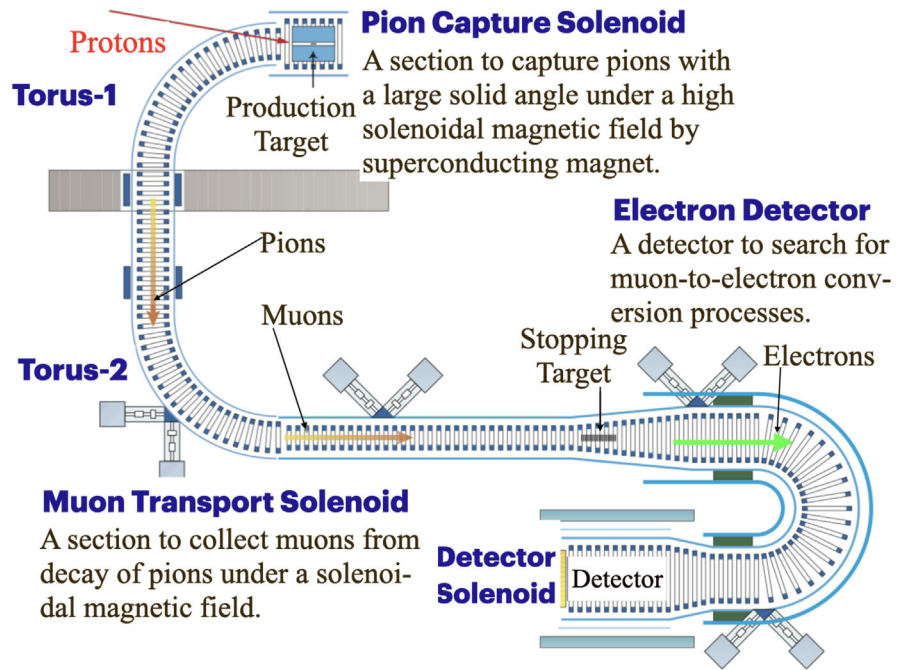 Pion Capture Solenoid
A section to capture pions with
a large solid angle under a high
solenoidal magnetic field by
superconducting magnet.
Protons
Torus-1
Production
Target
Electron Detector
A detector to search for
muon-to-electron conv-
ersion processes.
Pions
Muons
Stopping
Target
Electrons
Torus-2
Muon Transport Solenoid
A section to collect muons from
decay of pions under a solenoi-
dal magnetic field.
Detector
Solenoid
Detector